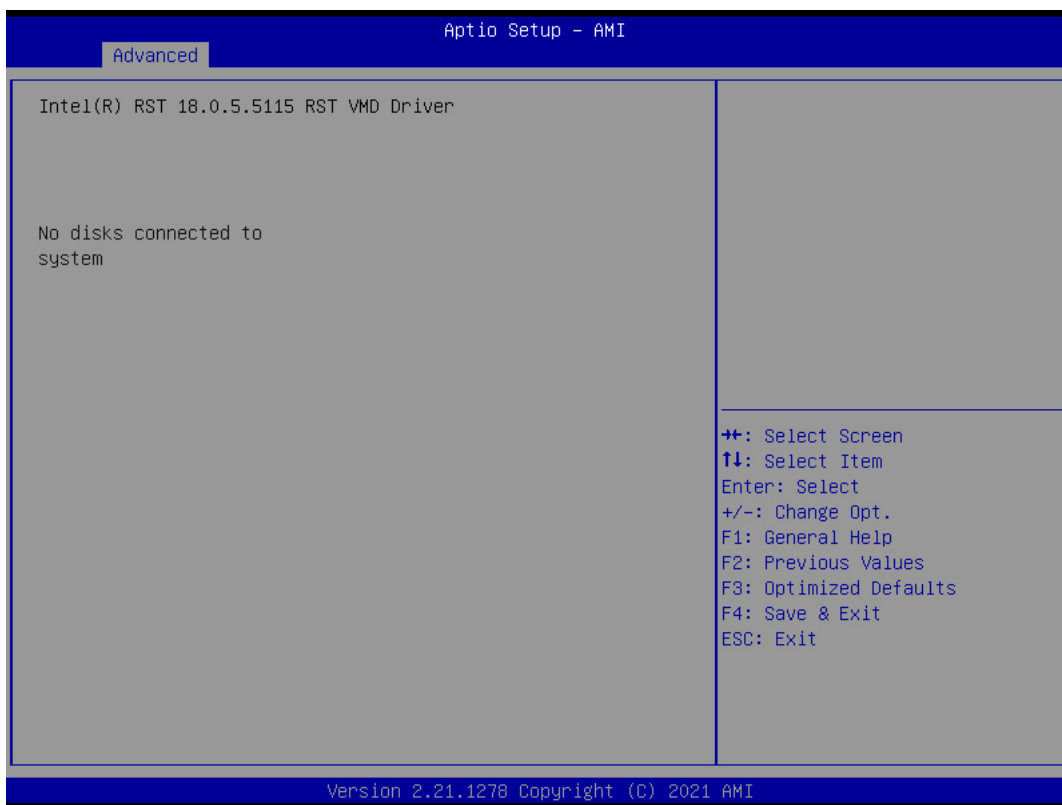 Aptio Setup – AMI
Advanced
Intel(R) RST 18.0.5.5115 RST VMD Driver
No disks connected to
system
→←: Select Screen
↑↓: Select Item
Enter: Select
+/-: Change Opt.
F1: General Help
F2: Previous Values
F3: Optimized Defaults
F4: Save & Exit
ESC: Exit
Version 2.21.1278 Copyright (C) 2021 AMI